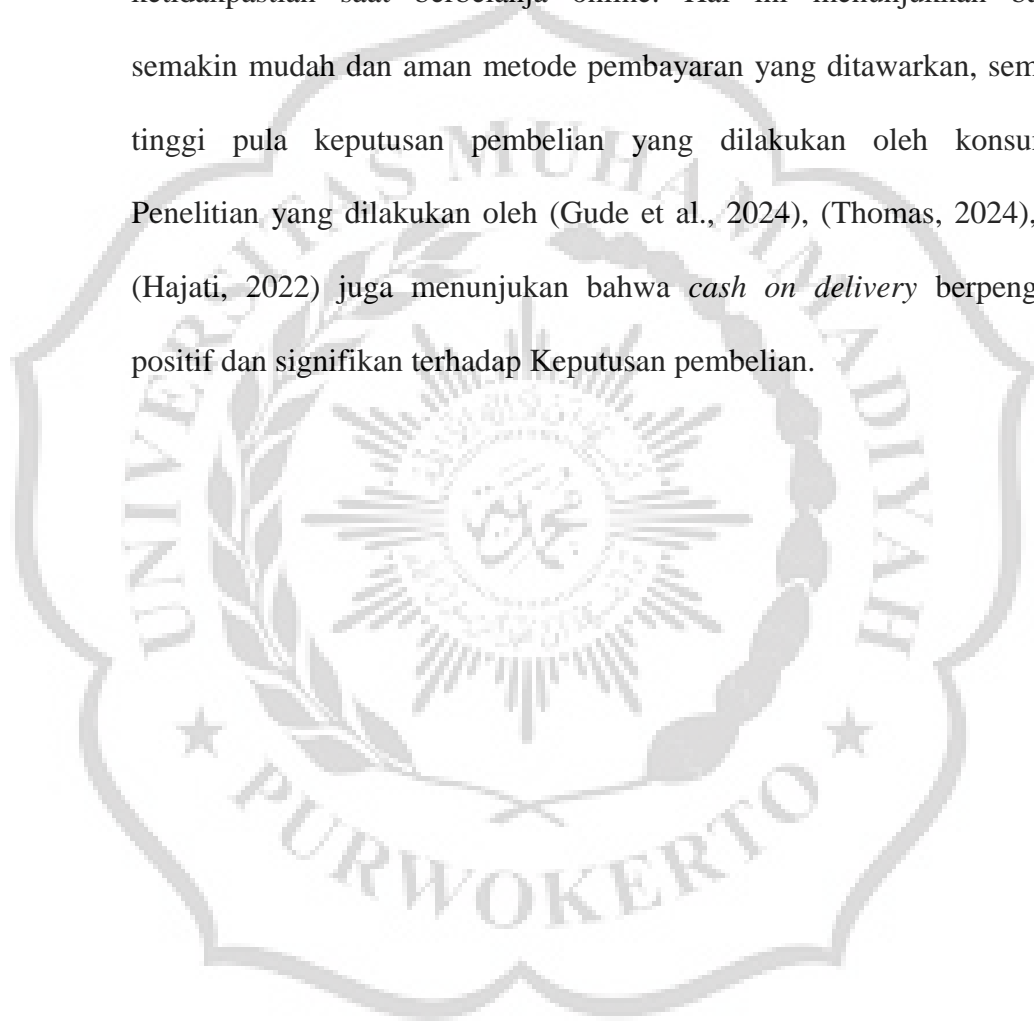 ketidakpastian saat berbelanja online. Hal ini menunjukkan
semakin mudah dan aman metode pembayaran yang ditawarkan,
tinggi pula keputusan pembelian yang dilakukan oleh
Penelitian yang dilakukan oleh (Gude et al., 2024), (Thomas, 2024),
(Hajati, 2022) juga menunjukan bahwa cash on delivery
positif dan signifikan terhadap Keputusan pembelian.
UNIVERSITAS MUHAMMADIYAH
PURWOKERTO